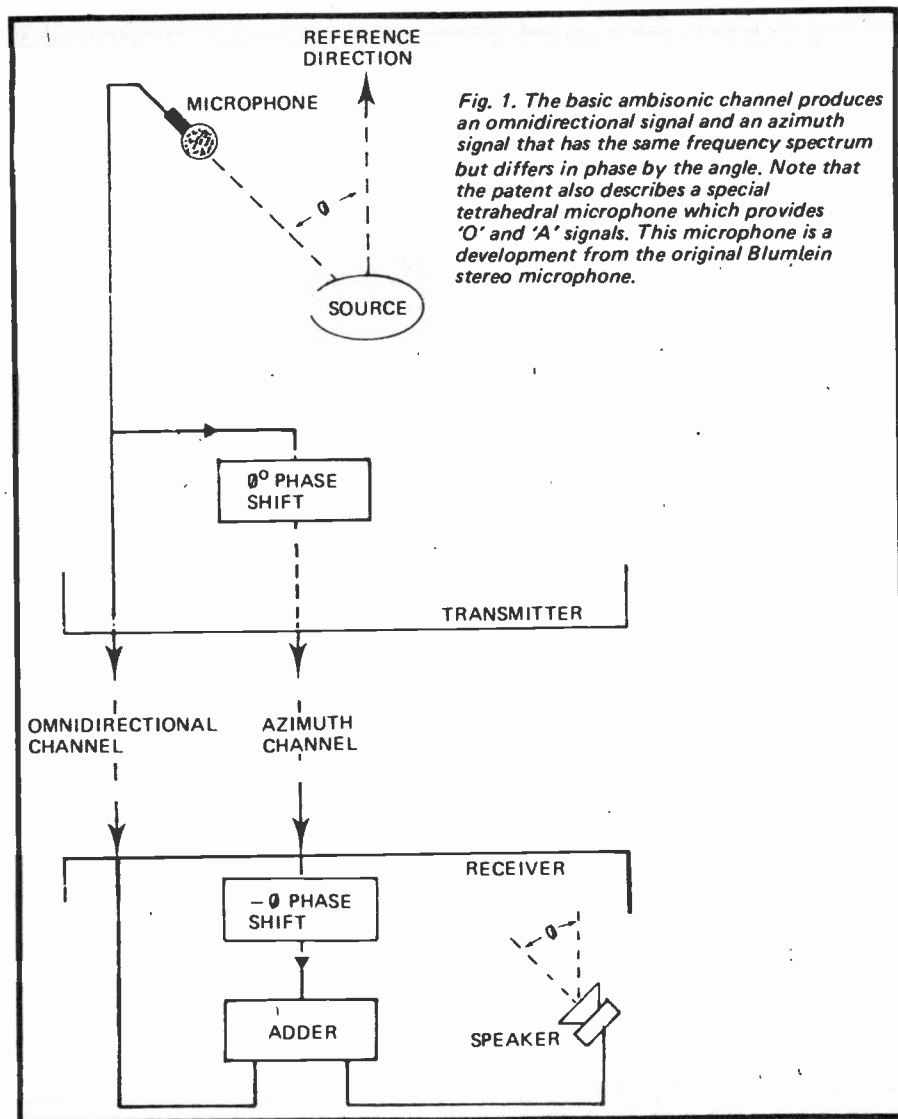 REFERENCE
DIRECTION
MICROPHONE
Fig. 1. The basic ambisonic channel produces
an omnidirectional signal and an azimuth
signal that has the same frequency spectrum
but differs in phase by the angle. Note that
the patent also describes a special
tetrahedral microphone which provides
'O' and 'A' signals. This microphone is a
development from the original Blumlein
stereo microphone.
Ø
SOURCE
Ø° PHASE
SHIFT
TRANSMITTER
OMNIDIRECTIONAL
CHANNEL
AZIMUTH
CHANNEL
RECEIVER
– Ø PHASE
SHIFT
Ø
ADDER
SPEAKER